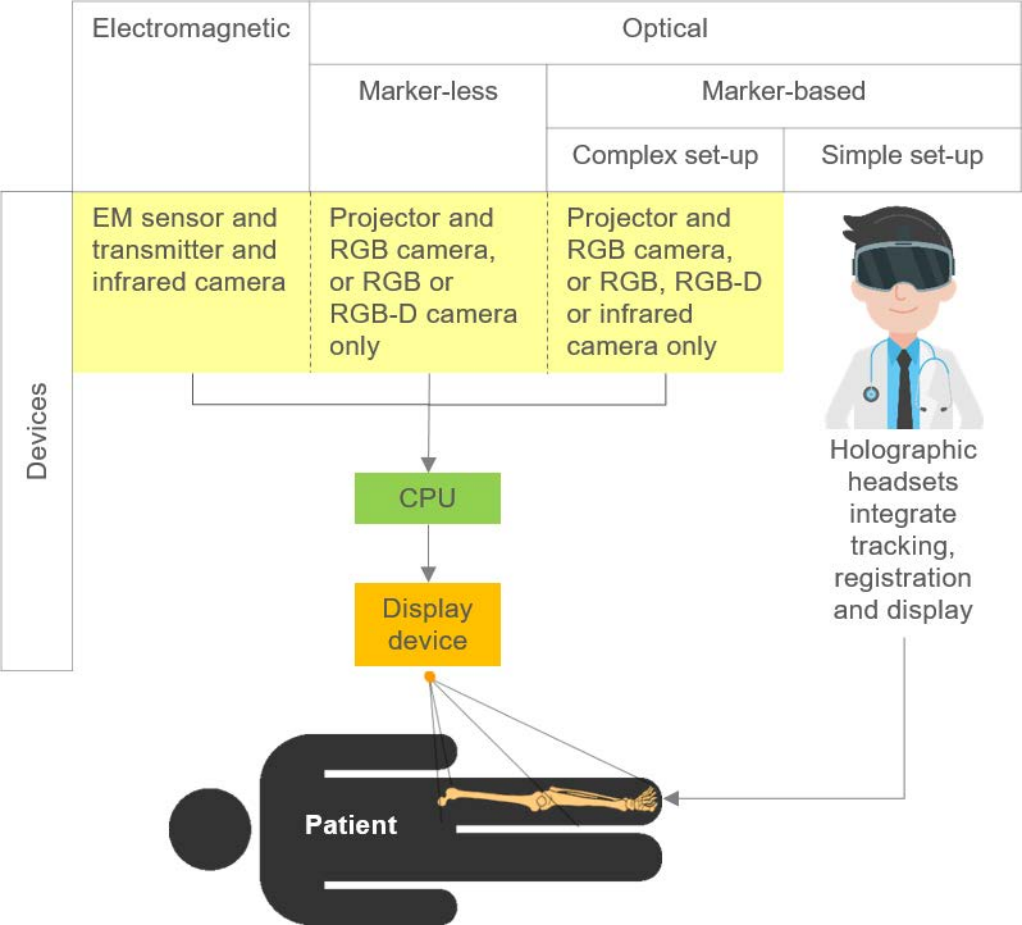 Electromagnetic
Optical
Marker-less
Marker-based
Complex set-up
Simple set-up
Devices
EM sensor and
transmitter and
infrared camera
Projector and
RGB camera,
or RGB or
RGB-D camera
only
Projector and
RGB camera,
or RGB, RGB-D
or infrared
camera only
Holographic
headsets
integrate
tracking,
registration
and display
CPU
Display
device
Patient